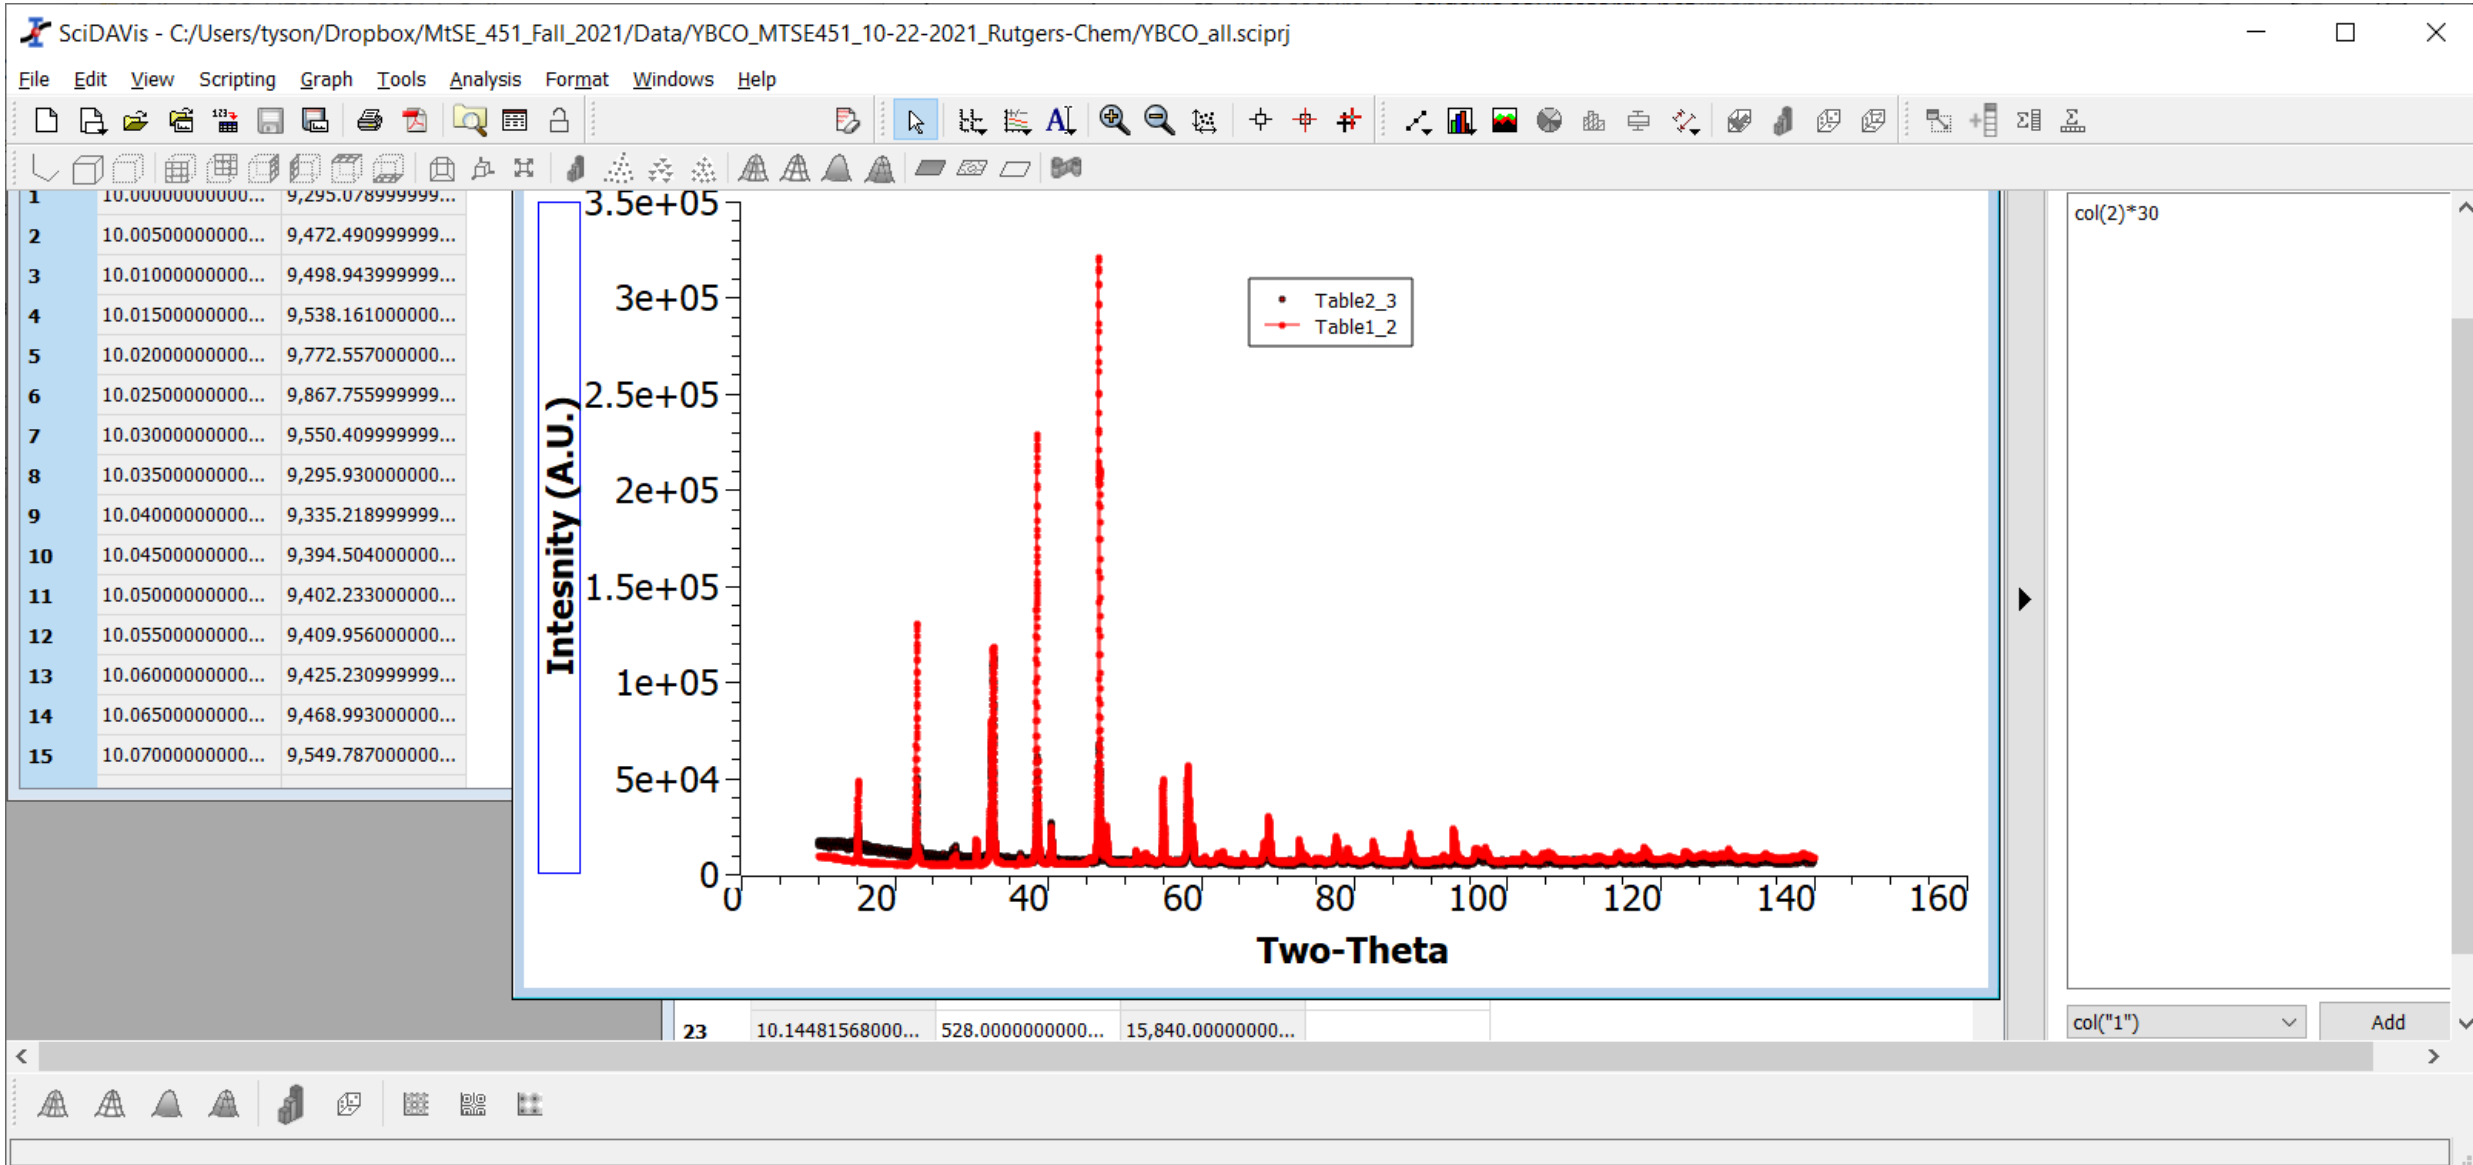 SciDAVis - C:/Users/tyson/Dropbox/MtSE_451_Fall_2021/Data/YBCO_MTSE451_10-22-2021_Rutgers-Chem/YBCO_all.sciprj
File Edit View Scripting Graph Tools Analysis Format Windows Help
1 10.00000000000... 9,295.078999999...
2 10.00500000000... 9,472.490999999...
3 10.01000000000... 9,498.943999999...
4 10.01500000000... 9,538.161000000...
5 10.02000000000... 9,772.557000000...
6 10.02500000000... 9,867.755999999...
7 10.03000000000... 9,550.409999999...
8 10.03500000000... 9,295.930000000...
9 10.04000000000... 9,335.218999999...
10 10.04500000000... 9,394.504000000...
11 10.05000000000... 9,402.233000000...
12 10.05500000000... 9,409.956000000...
13 10.06000000000... 9,425.230999999...
14 10.06500000000... 9,468.993000000...
15 10.07000000000... 9,549.787000000...
Intesnity (A.U.)
3.5e+05
3e+05
2.5e+05
2e+05
1.5e+05
1e+05
5e+04
0
Table2_3
Table1_2
0 20 40 60 80 100 120 140 160
Two-Theta
23 10.14481568000... 528.0000000000... 15,840.00000000...
col(2)*30
col("1")
Add